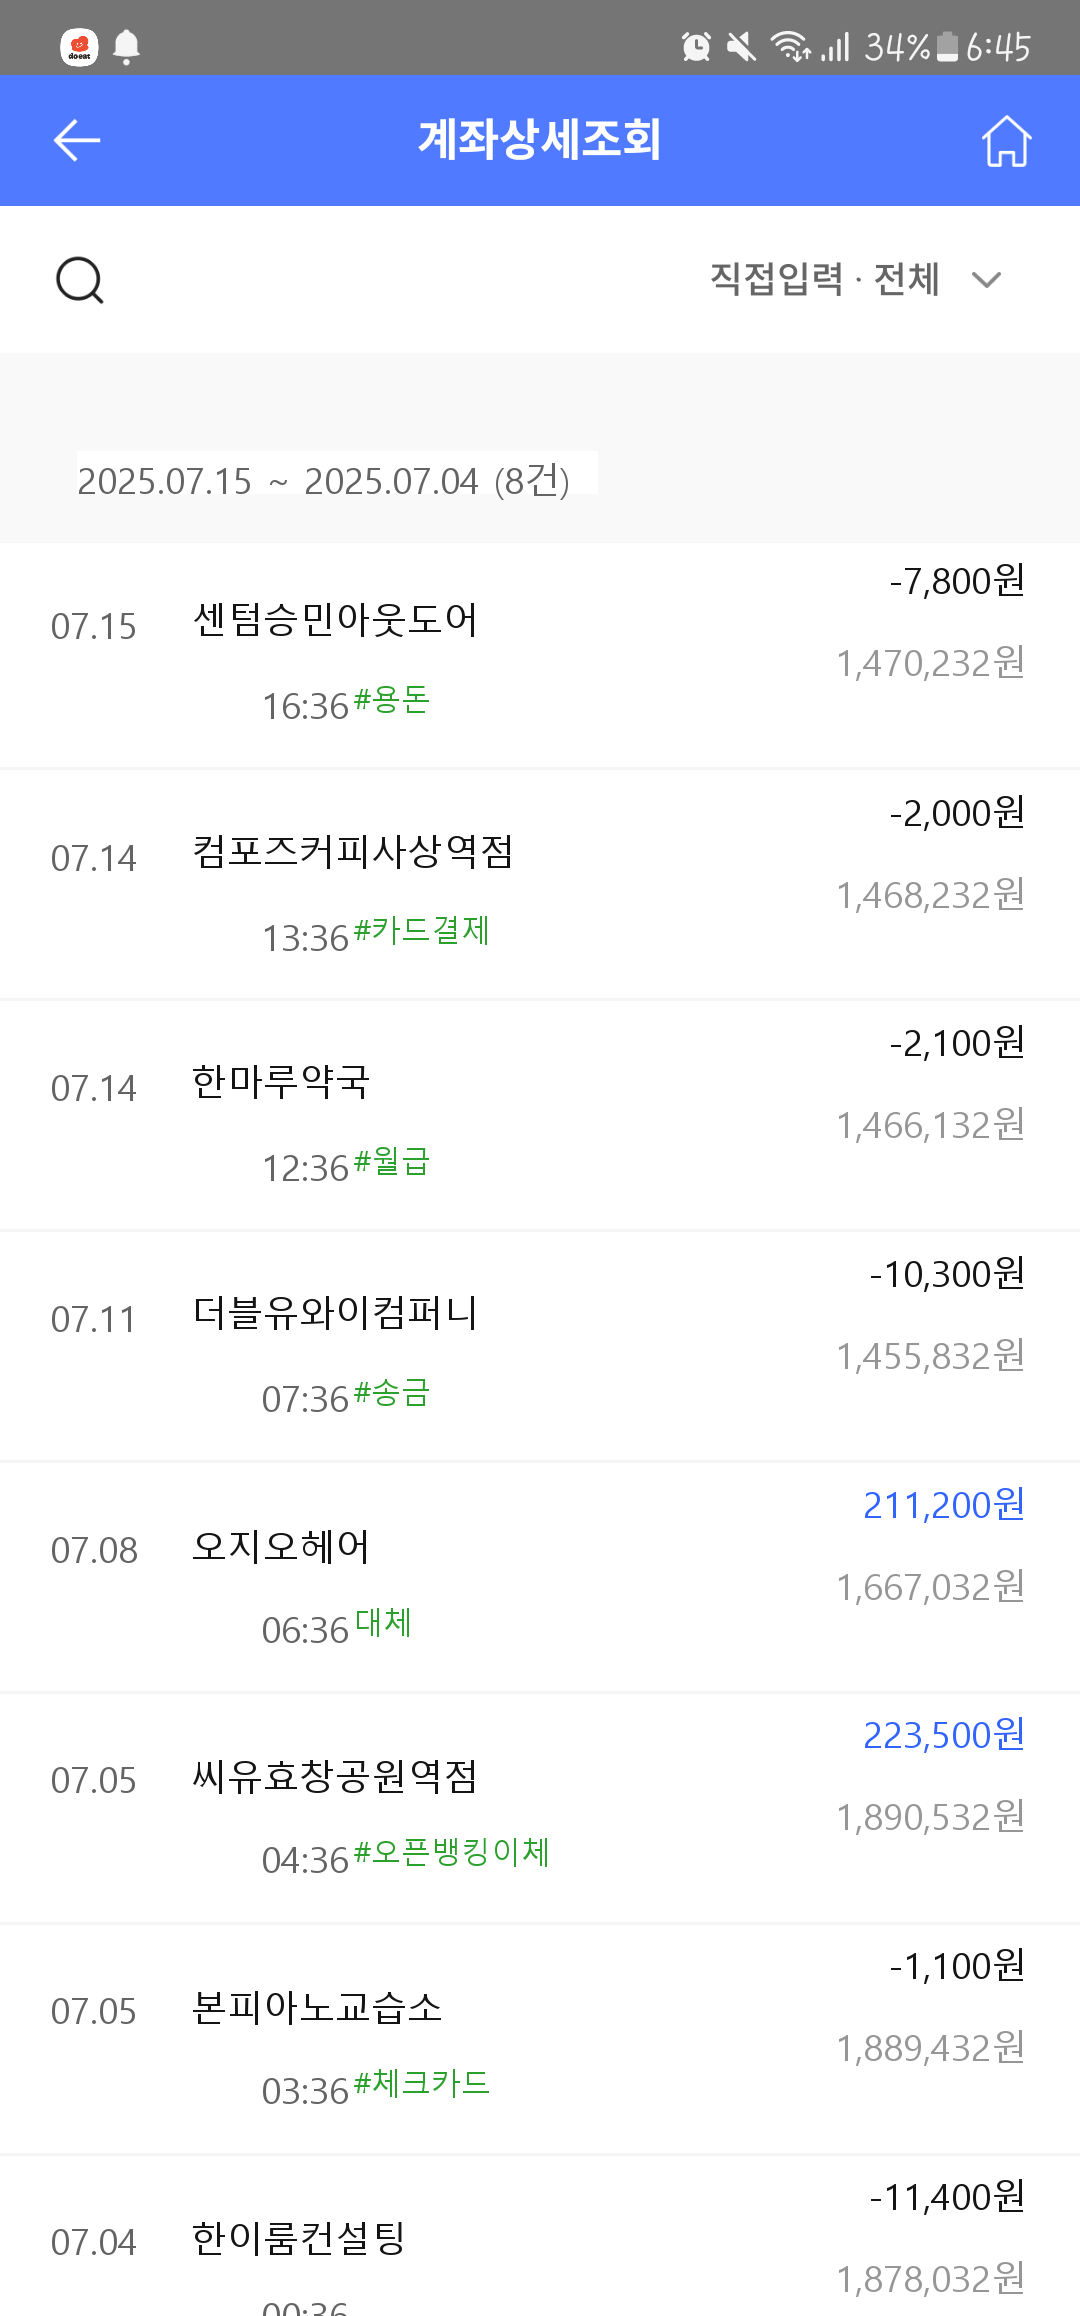 doeat
34% 6:45
계좌상세조회
직접입력 · 전체
2025.07.15 ~ 2025.07.04 (8건)
-7,800원
07.15 센텀승민아웃도어
1,470,232원
16:36 #용돈
-2,000원
07.14 컴포즈커피사상역점
1,468,232원
13:36 #카드결제
-2,100원
07.14 한마루약국
1,466,132원
12:36 #월급
-10,300원
07.11 더블유와이컴퍼니
1,455,832원
07:36 #송금
211,200원
07.08 오지오헤어
1,667,032원
06:36 대체
223,500원
07.05 씨유효창공원역점
1,890,532원
04:36 #오픈뱅킹이체
-1,100원
07.05 본피아노교습소
1,889,432원
03:36 #체크카드
-11,400원
07.04 한이룸컨설팅
1,878,032원
00:36